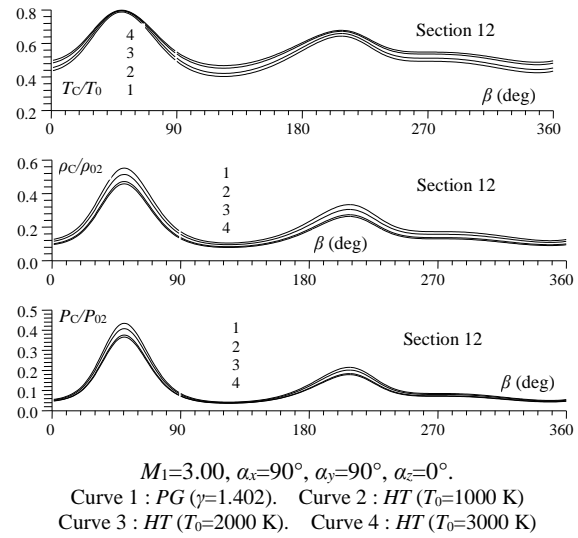 0.8
Section 12
0.6
4
3
0.4
2
T_C/T_0
1
β (deg)
0.2
0 90 180 270 360
0.6
ρ_C/ρ_02
1
0.4
2
Section 12
3
0.2
4
β (deg)
0.0
0 90 180 270 360
0.5
P_C/P_02
0.4
1
Section 12
0.3
2
0.2
3
β (deg)
0.1
4
0.0
0 90 180 270 360
M_1=3.00, α_x=90°, α_y=90°, α_z=0°.
Curve 1 : PG (γ=1.402). Curve 2 : HT (T_0=1000 K)
Curve 3 : HT (T_0=2000 K). Curve 4 : HT (T_0=3000 K)